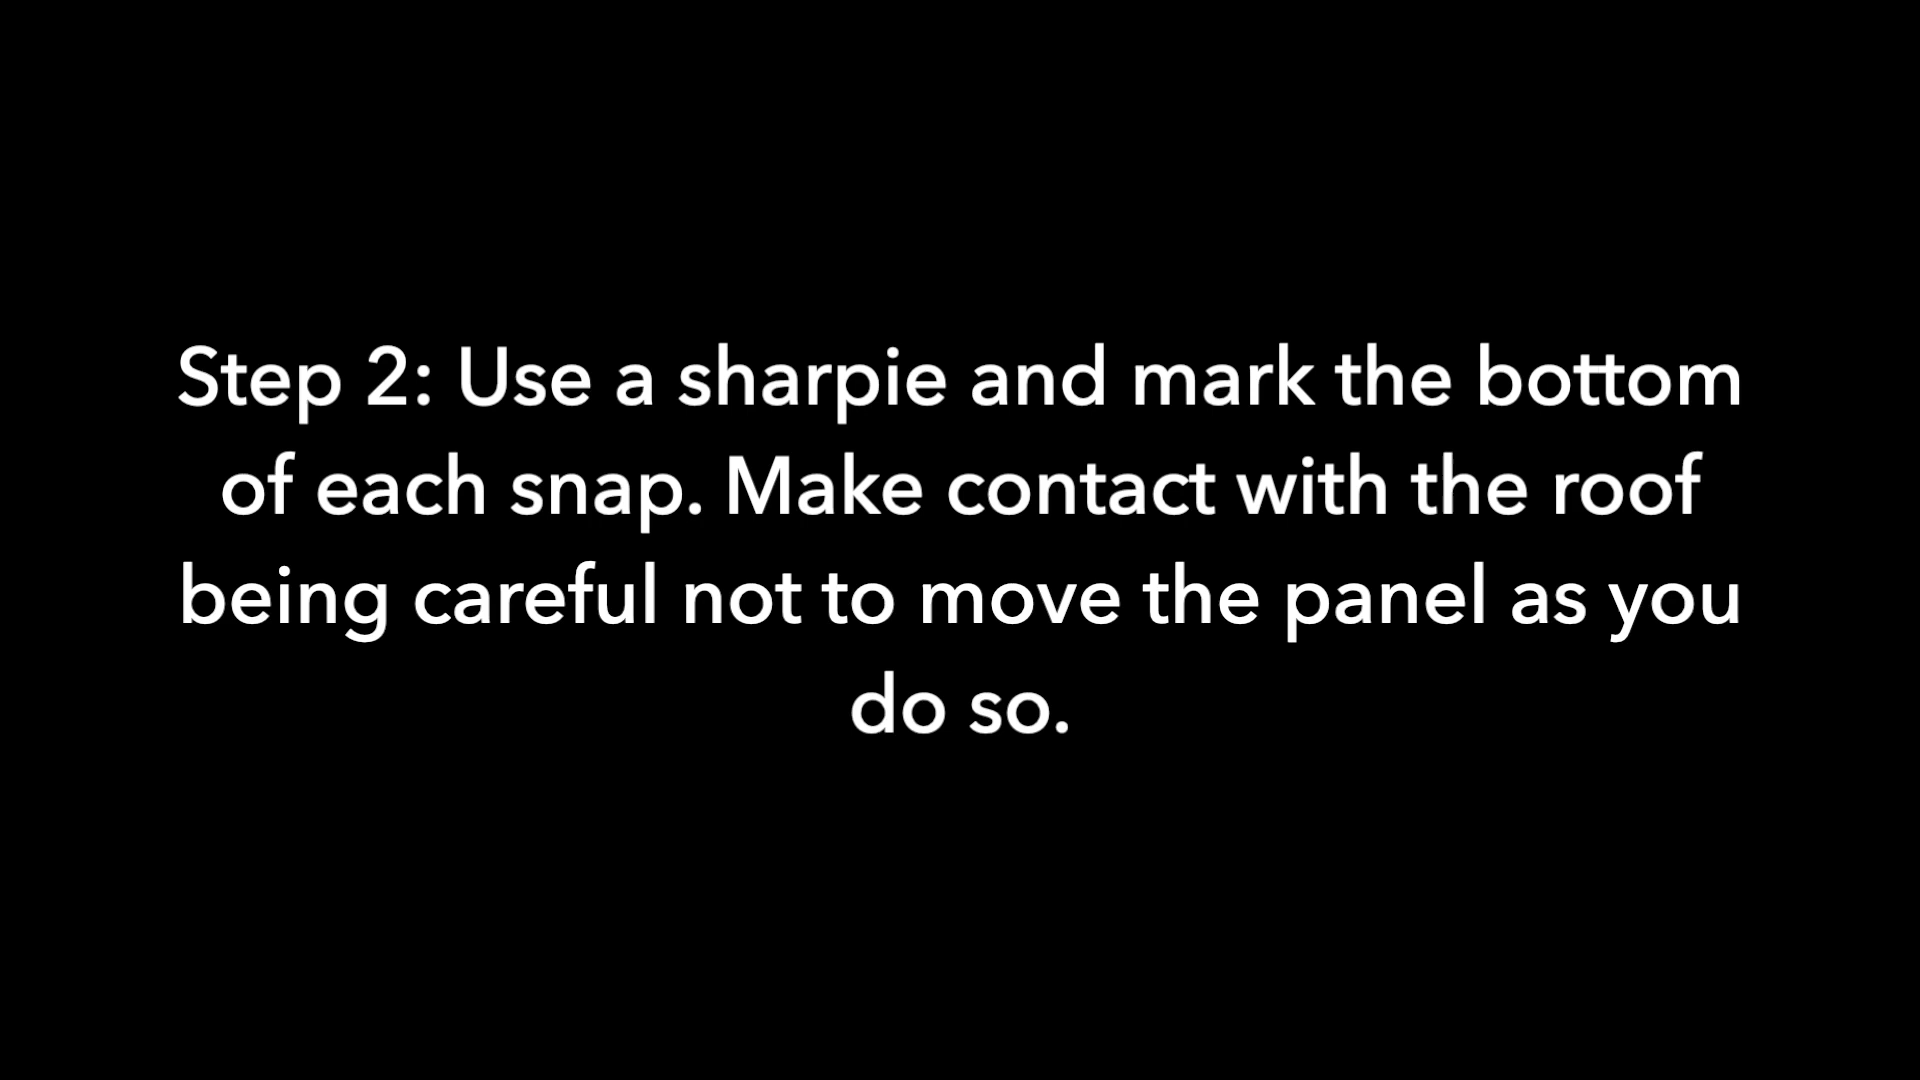 Step 2: Use a sharpie and mark the bottom
of each snap. Make contact with the roof
being careful not to move the panel as you
do so.